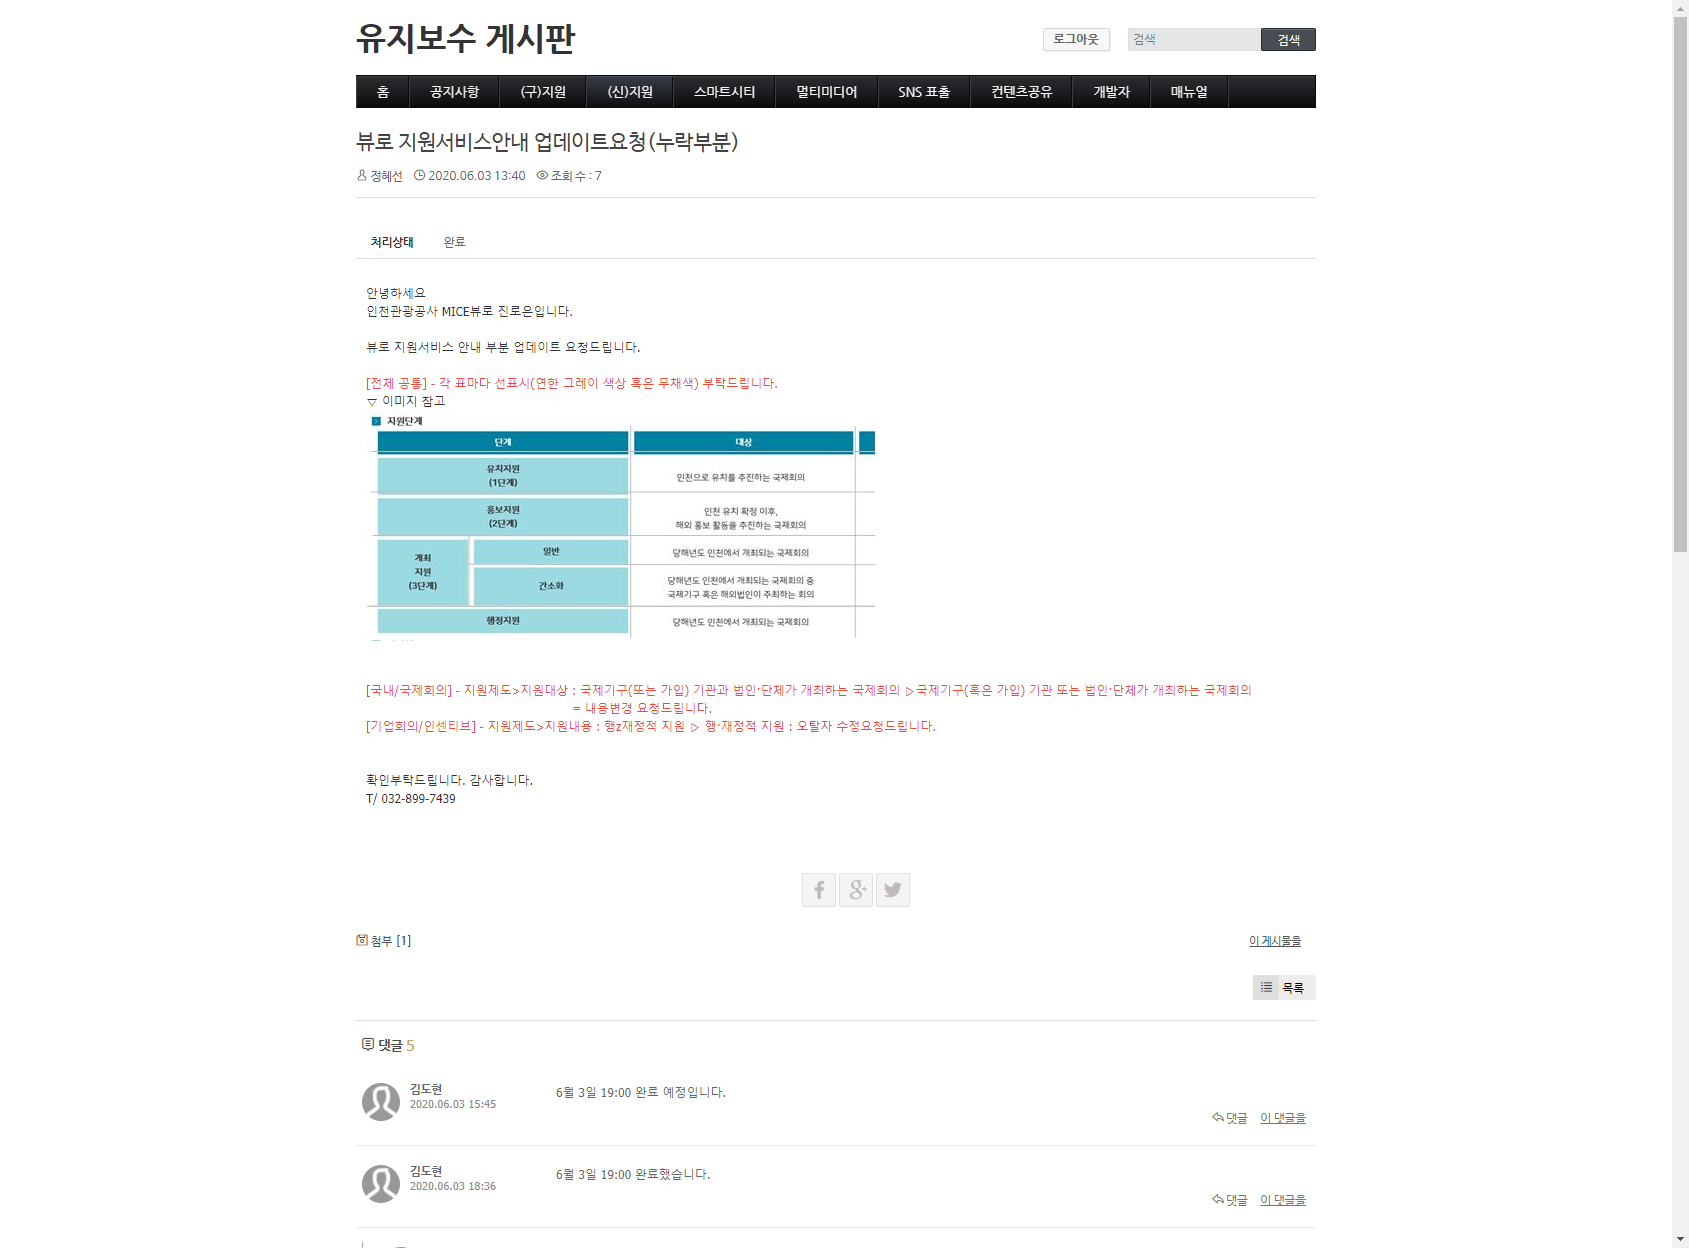 유지보수 게시판
로그아웃
검색
검색
홈
공지사항
(구)지원
(신)지원
스마트시티
멀티미디어
SNS 표출
컨텐츠공유
개발자
매뉴얼
뷰로 지원서비스안내 업데이트요청(누락부분)
정혜선 2020.06.03 13:40 조회 수 : 7
처리상태 완료
안녕하세요
인천관광공사 MICE뷰로 진로은입니다.
뷰로 지원서비스 안내 부분 업데이트 요청드립니다.
[전체 공통] - 각 표마다 선표시(연한 그레이 색상 혹은 무채색) 부탁드립니다.
▽ 이미지 참고
지원단계
단계 대상
유치지원
(1단계)
인천으로 유치를 추진하는 국제회의
홍보지원
(2단계)
인천 유치 확정 이후,
해외 홍보 활동을 추진하는 국제회의
개최
지원
(3단계)
일반
당해년도 인천에서 개최되는 국제회의
간소화
당해년도 인천에서 개최되는 국제회의 중
국제기구 혹은 해외법인이 주최하는 회의
행정지원
당해년도 인천에서 개최되는 국제회의
[국내/국제회의] - 지원제도>지원대상 : 국제기구(또는 가입) 기관과 법인·단체가 개최하는 국제회의 ▷국제기구(혹은 가입) 기관 또는 법인·단체가 개최하는 국제회의
= 내용변경 요청드립니다.
[기업회의/인센티브] - 지원제도>지원내용 : 행z재정적 지원 ▷ 행·재정적 지원 : 오탈자 수정요청드립니다.
확인부탁드립니다. 감사합니다.
T/ 032-899-7439
첨부 [1]
이 게시물을
목록
댓글 5
김도현
2020.06.03 15:45
6월 3일 19:00 완료 예정입니다.
댓글 이 댓글을
김도현
2020.06.03 18:36
6월 3일 19:00 완료했습니다.
댓글 이 댓글을